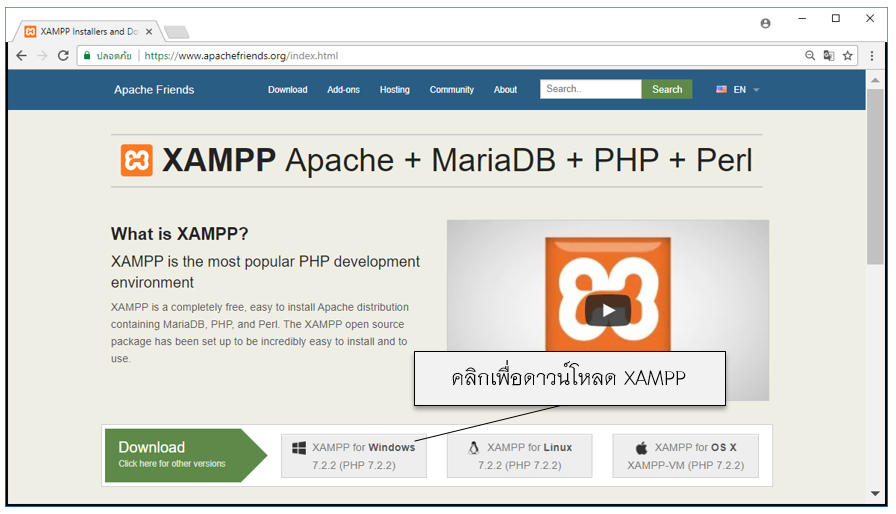 XAMPP Installers and Do
ปลอดภัย https://www.apachefriends.org/index.html
Apache Friends Download Add-ons Hosting Community About Search.. Search EN
XAMPP Apache + MariaDB + PHP + Perl
What is XAMPP?
XAMPP is the most popular PHP development
environment
XAMPP is a completely free, easy to install Apache distribution
containing MariaDB, PHP, and Perl. The XAMPP open source
package has been set up to be incredibly easy to install and to
use.
คลิกเพื่อดาวน์โหลด XAMPP
Download
Click here for other versions
XAMPP for Windows
7.2.2 (PHP 7.2.2)
XAMPP for Linux
7.2.2 (PHP 7.2.2)
XAMPP for OS X
XAMPP-VM (PHP 7.2.2)